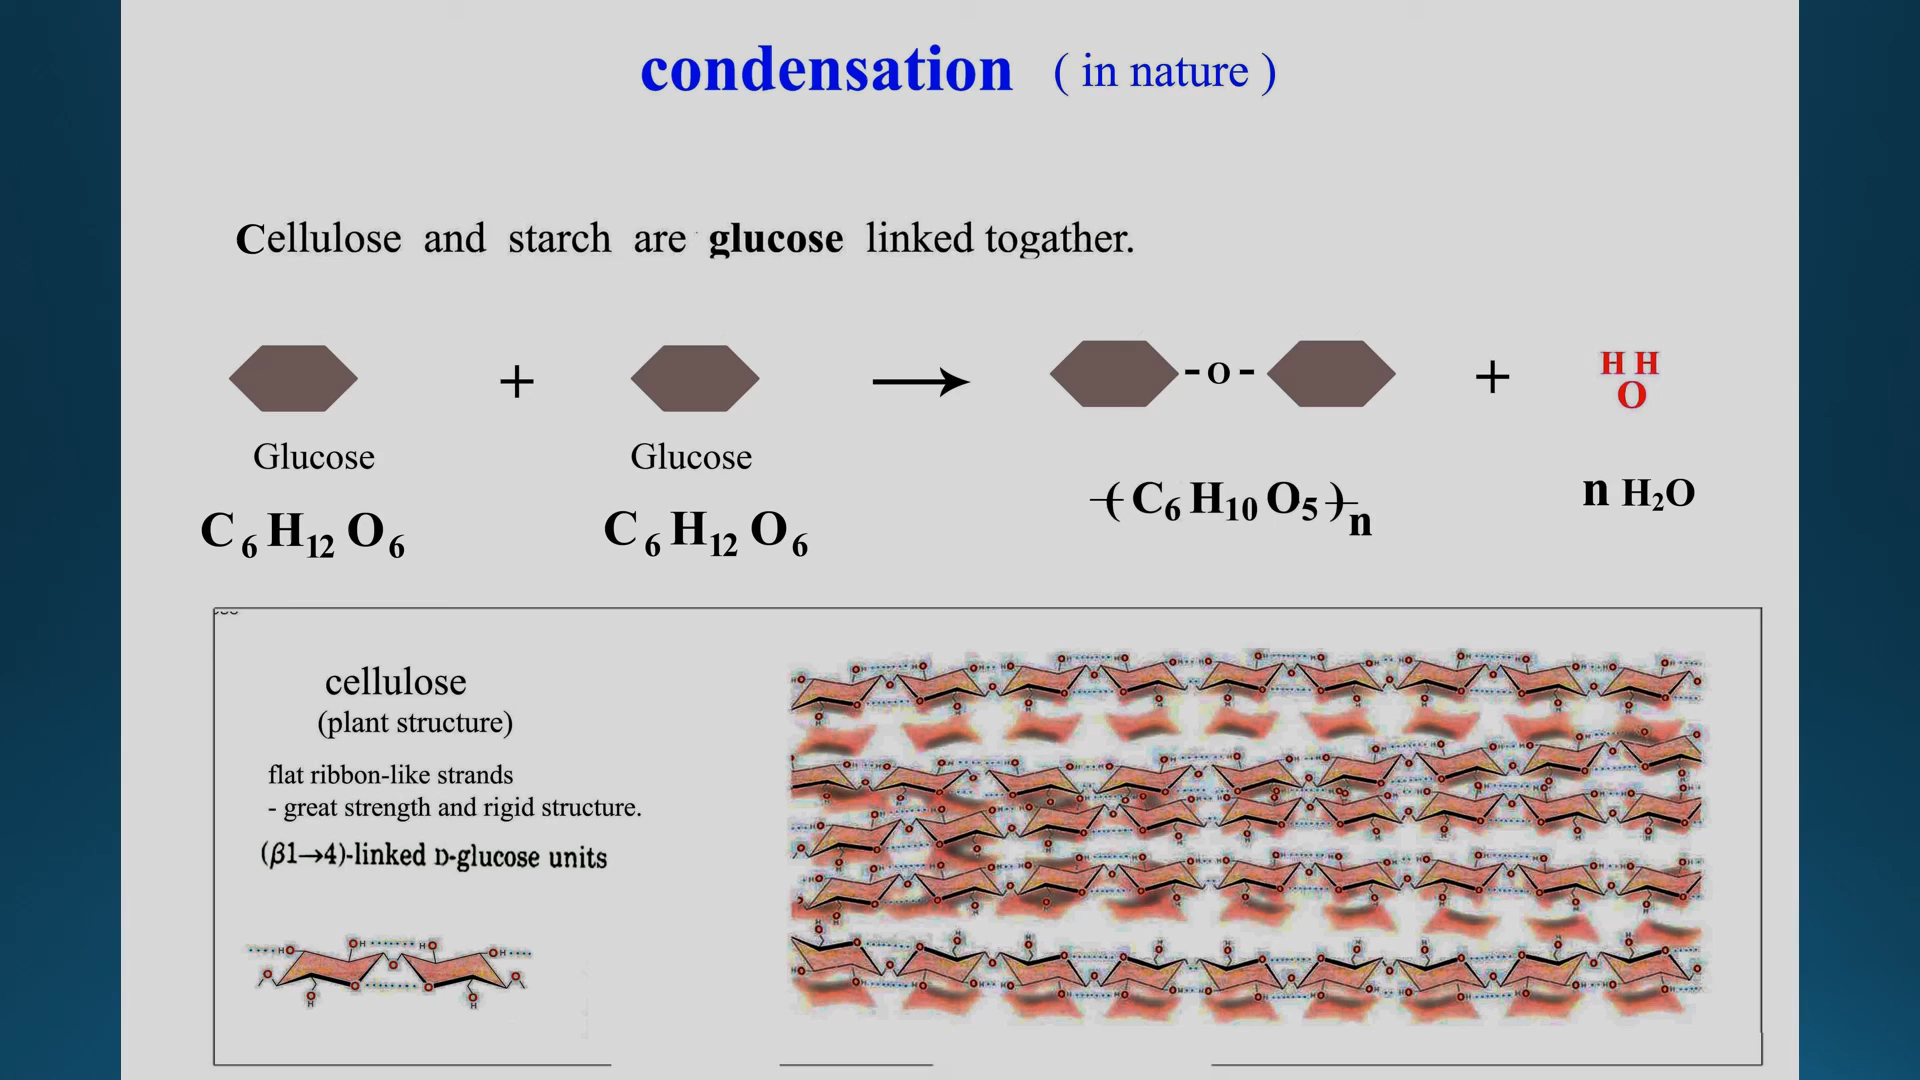 condensation ( in nature )
Cellulose and starch are glucose linked togather.
- O -
+ + H H
O
Glucose Glucose
C6H12O6 C6H12O6 -(C6H10O5)-n n H2O
cellulose
(plant structure)
flat ribbon-like strands
- great strength and rigid structure.
(β1→4)-linked D-glucose units